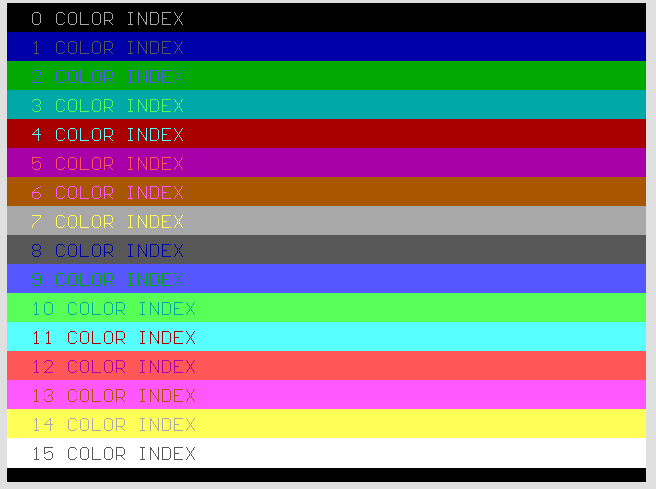 0 COLOR INDEX
1 COLOR INDEX
2 COLOR INDEX
3 COLOR INDEX
4 COLOR INDEX
5 COLOR INDEX
6 COLOR INDEX
7 COLOR INDEX
8 COLOR INDEX
9 COLOR INDEX
10 COLOR INDEX
11 COLOR INDEX
12 COLOR INDEX
13 COLOR INDEX
14 COLOR INDEX
15 COLOR INDEX